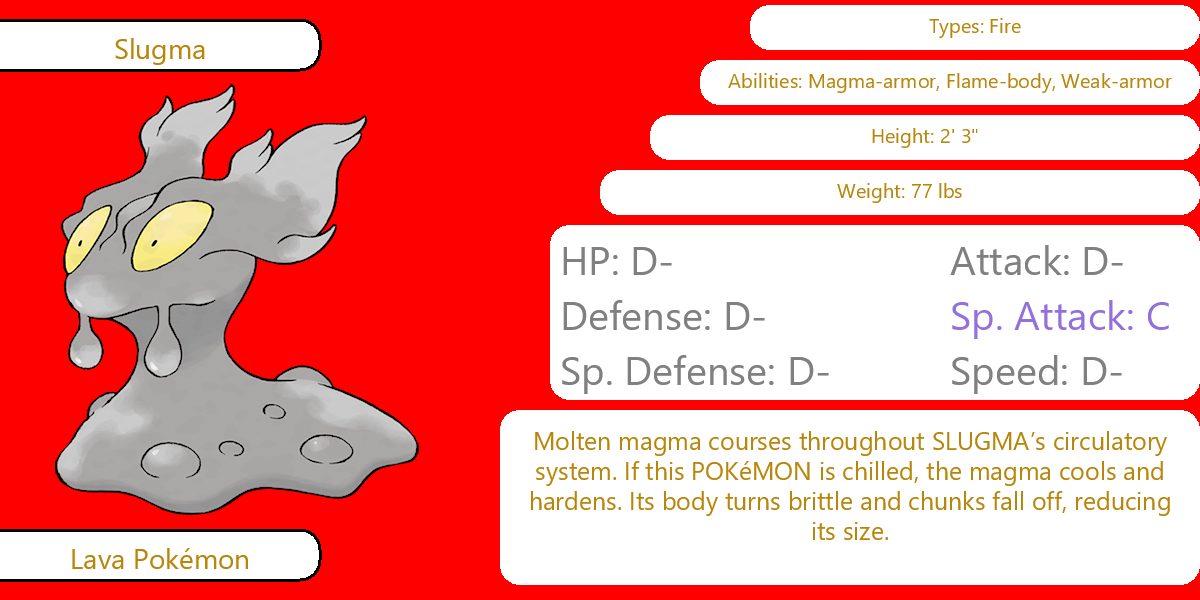 Slugma
Types: Fire
Abilities: Magma-armor, Flame-body, Weak-armor
Height: 2' 3"
Weight: 77 lbs
HP: D-
Attack: D-
Defense: D-
Sp. Attack: C
Sp. Defense: D-
Speed: D-
Molten magma courses throughout SLUGMA’s circulatory
system. If this POKéMON is chilled, the magma cools and
hardens. Its body turns brittle and chunks fall off, reducing
its size.
Lava Pokémon